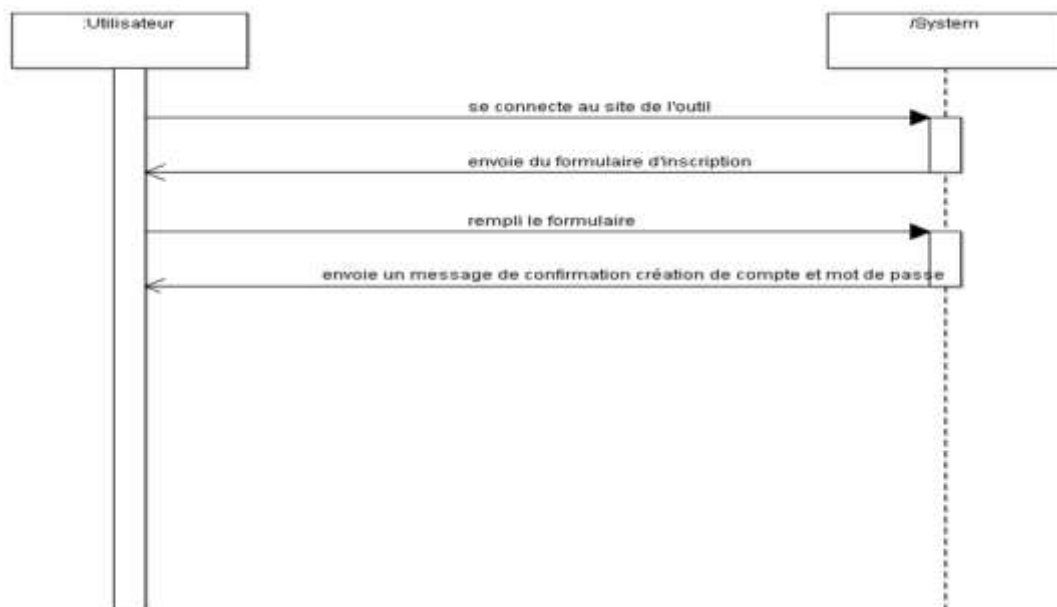 :Utilisateur
/System
se connecte au site de l'outil
envoie du formulaire d'inscription
rempli le formulaire
envoie un message de confirmation création de compte et mot de passe